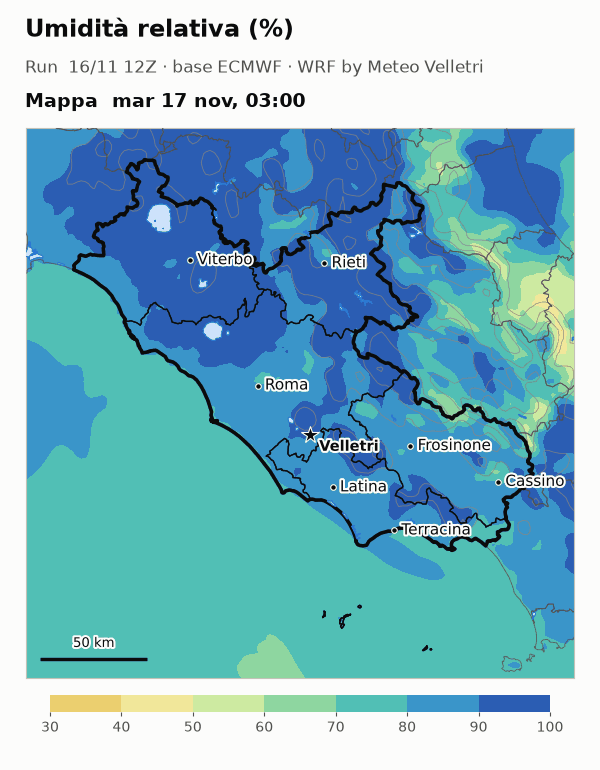 Umidità relativa (%)
Run 16/11 12Z · base ECMWF · WRF by Meteo Velletri
Mappa mar 17 nov, 03:00
Viterbo
Rieti
Roma
Velletri
Frosinone
Cassino
Latina
Terracina
50 km
30 40 50 60 70 80 90 100